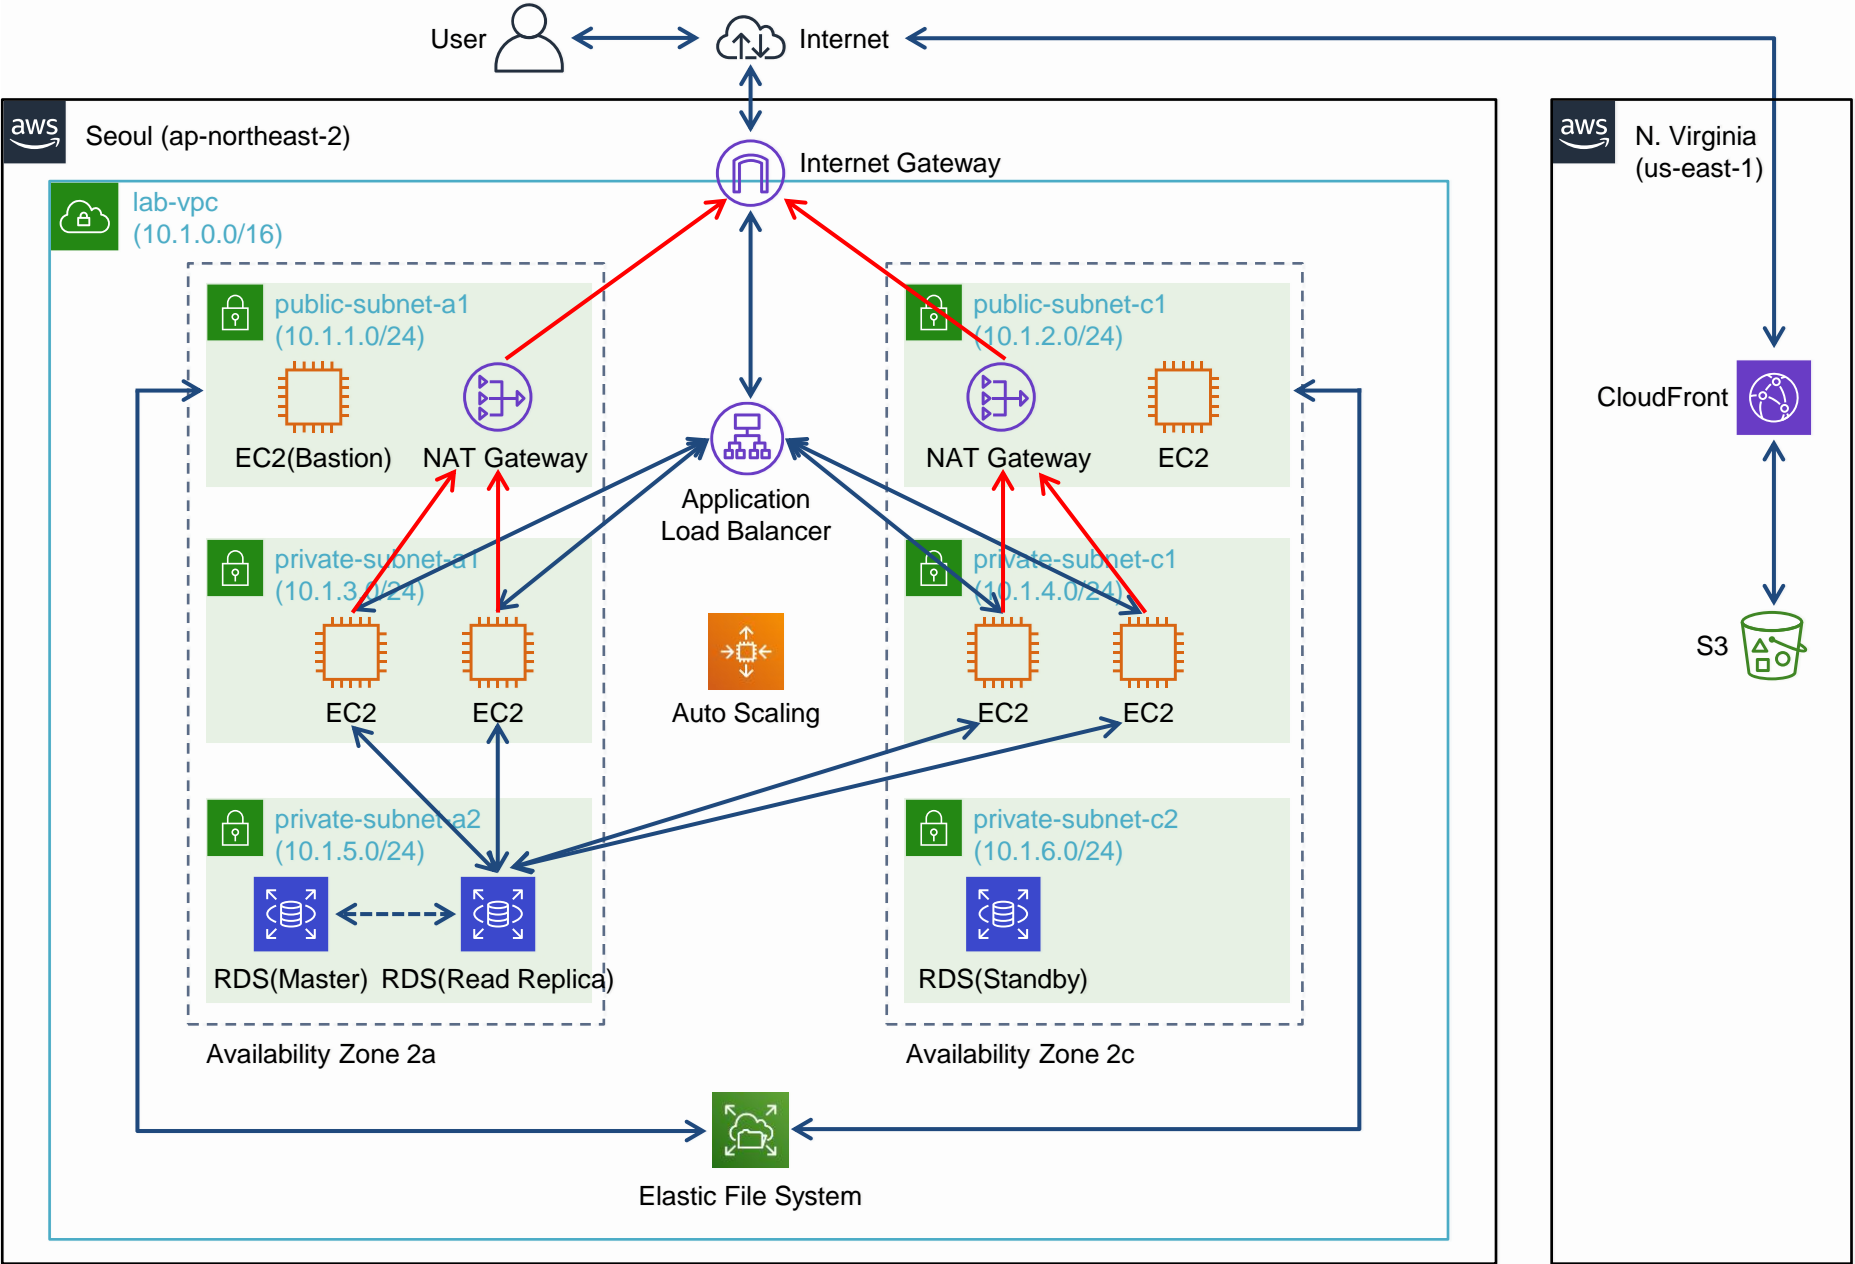 User
Internet
aws
Seoul (ap-northeast-2)
Internet Gateway
aws
N. Virginia
(us-east-1)
lab-vpc
(10.1.0.0/16)
public-subnet-a1
(10.1.1.0/24)
public-subnet-c1
(10.1.2.0/24)
EC2(Bastion)
NAT Gateway
NAT Gateway
EC2
CloudFront
Application
Load Balancer
private-subnet-a1
(10.1.3.0/24)
private-subnet-c1
(10.1.4.0/24)
EC2
EC2
Auto Scaling
EC2
EC2
S3
private-subnet-a2
(10.1.5.0/24)
private-subnet-c2
(10.1.6.0/24)
RDS(Master)
RDS(Read Replica)
RDS(Standby)
Availability Zone 2a
Availability Zone 2c
Elastic File System